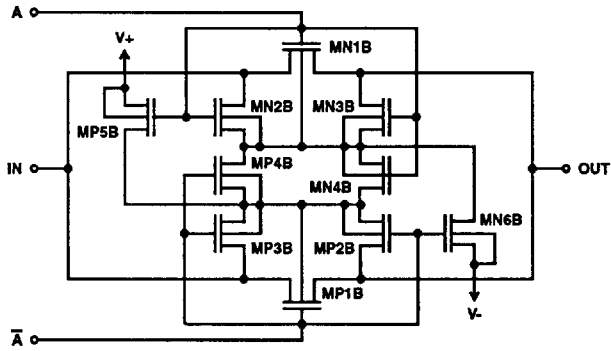 A
V+
MN1B
MN2B
MN3B
MP5B
MP4B
IN
OUT
MN4B
MN6B
MP3B
MP2B
MP1B
V-
A̅